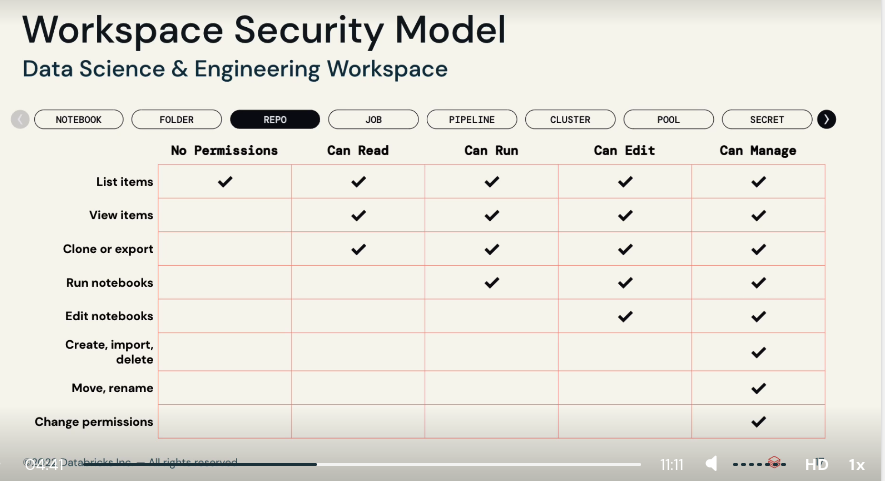 Workspace Security Model
Data Science & Engineering Workspace
NOTEBOOK FOLDER REPO JOB PIPELINE CLUSTER POOL SECRET
No Permissions Can Read Can Run Can Edit Can Manage
List items ✓ ✓ ✓ ✓ ✓
View items ✓ ✓ ✓ ✓
Clone or export ✓ ✓ ✓ ✓
Run notebooks ✓ ✓ ✓
Edit notebooks ✓ ✓
Create, import,
delete ✓
Move, rename ✓
Change permissions ✓
Databricks Inc. — All rights reserved
04:41 11:11 HD 1x